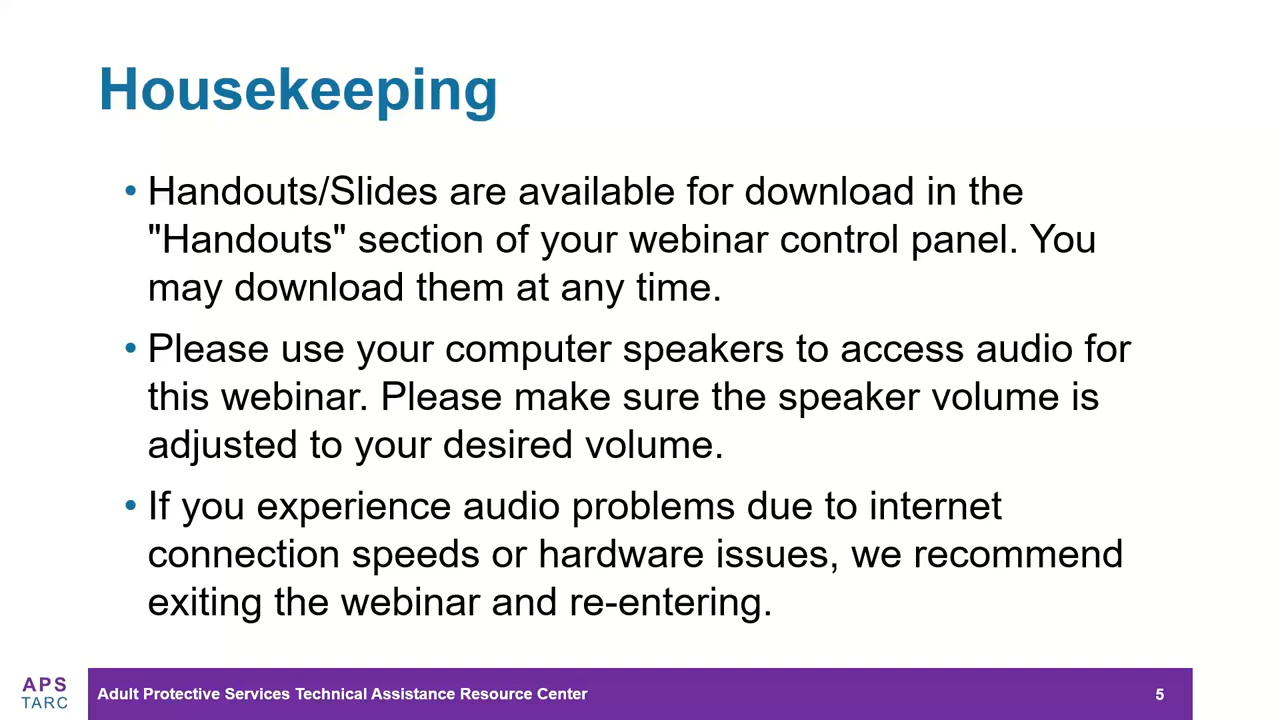 Housekeeping
• Handouts/Slides are available for download in the
"Handouts" section of your webinar control panel. You
may download them at any time.
• Please use your computer speakers to access audio for
this webinar. Please make sure the speaker volume is
adjusted to your desired volume.
• If you experience audio problems due to internet
connection speeds or hardware issues, we recommend
exiting the webinar and re-entering.
APS
TARC
Adult Protective Services Technical Assistance Resource Center
5